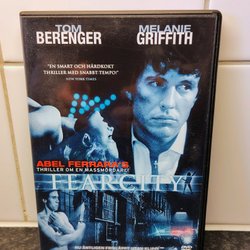 TOM
BERENGER
MELANIE
GRIFFITH
"EN SMART OCH HÅRDKOKT
THRILLER MED SNABBT TEMPO!"
NEW YORK TIMES
ABEL FERRARA'S
THRILLER OM EN MASSMÖRDARE!
FEAR CITY
DVD